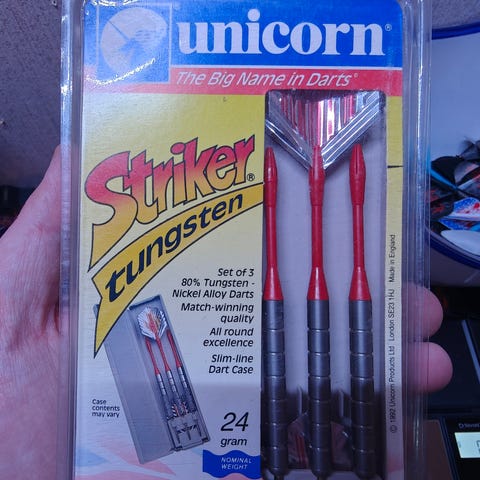 unicorn®
The Big Name in Darts®
Striker®
tungsten
Set of 3
80% Tungsten -
Nickel Alloy Darts
Match-winning
quality
All round
excellence
Slim-line
Dart Case
Case
contents
may vary
24
gram
NOMINAL
WEIGHT
© 1992 Unicorn Products Ltd London SE23 1HJ Made in England